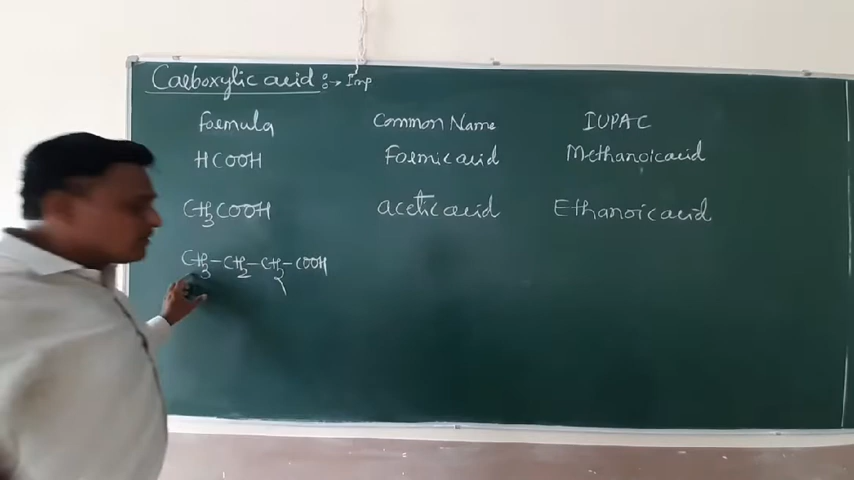 Carboxylic acid :→ Imp
Formula Common Name IUPAC
HCOOH Formic acid Methanoic acid
CH3COOH Acetic acid Ethanoic acid
CH3-CH2-CH2-COOH